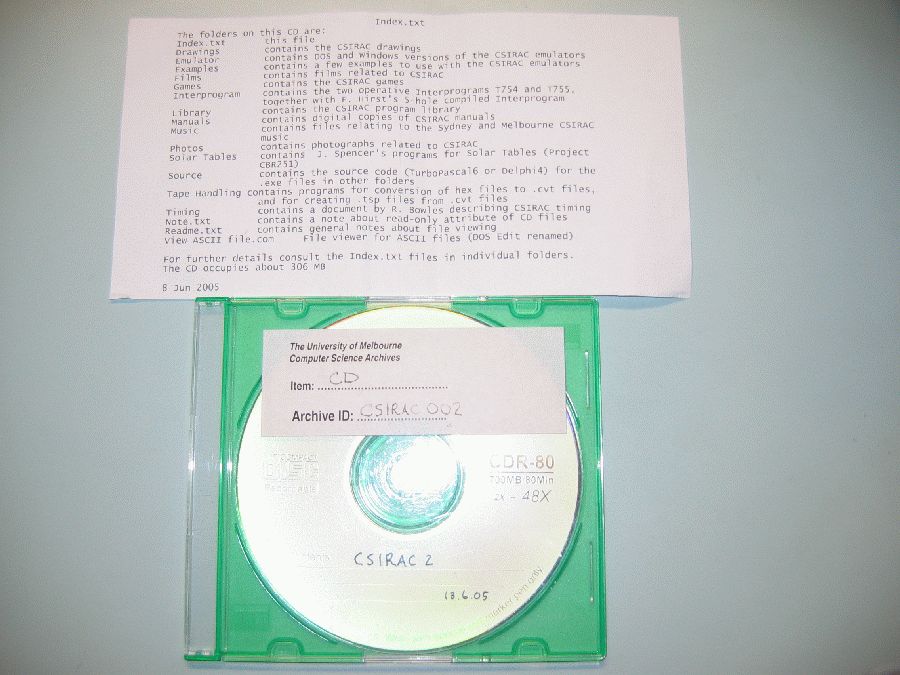 Index.txt
The folders on this CD are:
Index.txt this file
Drawings contains the CSIRAC drawings
Emulator contains DOS and Windows versions of the CSIRAC emulators
Examples contains a few examples to use with the CSIRAC emulators
Films contains films related to CSIRAC
Games contains the CSIRAC games
Interprogram contains the two operative Interprograms T754 and T755,
together with F. Hirst's 5-hole compiled Interprogram
Library contains the CSIRAC program library
Manuals contains digital copies of CSIRAC manuals
Music contains files relating to the Sydney and Melbourne CSIRAC
music
Photos contains photographs related to CSIRAC
Solar Tables contains J. Spencer's programs for Solar Tables (Project
CBR751)
Source contains the source code (TurboPascal6 or Delphi4) for the
.exe files in other folders
Tape Handling contains programs for conversion of hex files to .cvt files,
and for creating .tsp files from .cvt files
Timing contains a document by R. Bowles describing CSIRAC timing
Note.txt contains a note about read-only attribute of CD files
Readme.txt contains general notes about file viewing
View ASCII file.com File viewer for ASCII files (DOS Edit renamed)
For further details consult the Index.txt files in individual folders.
The CD occupies about 306 MB
8 Jun 2005
The University of Melbourne
Computer Science Archives
Item: CD
Archive ID: CSIRAC 002
COMPACT
disc
Recordable
CDR-80
700MB 80Min
2X - 48X
CSIRAC 2
13.6.05
marker pen only